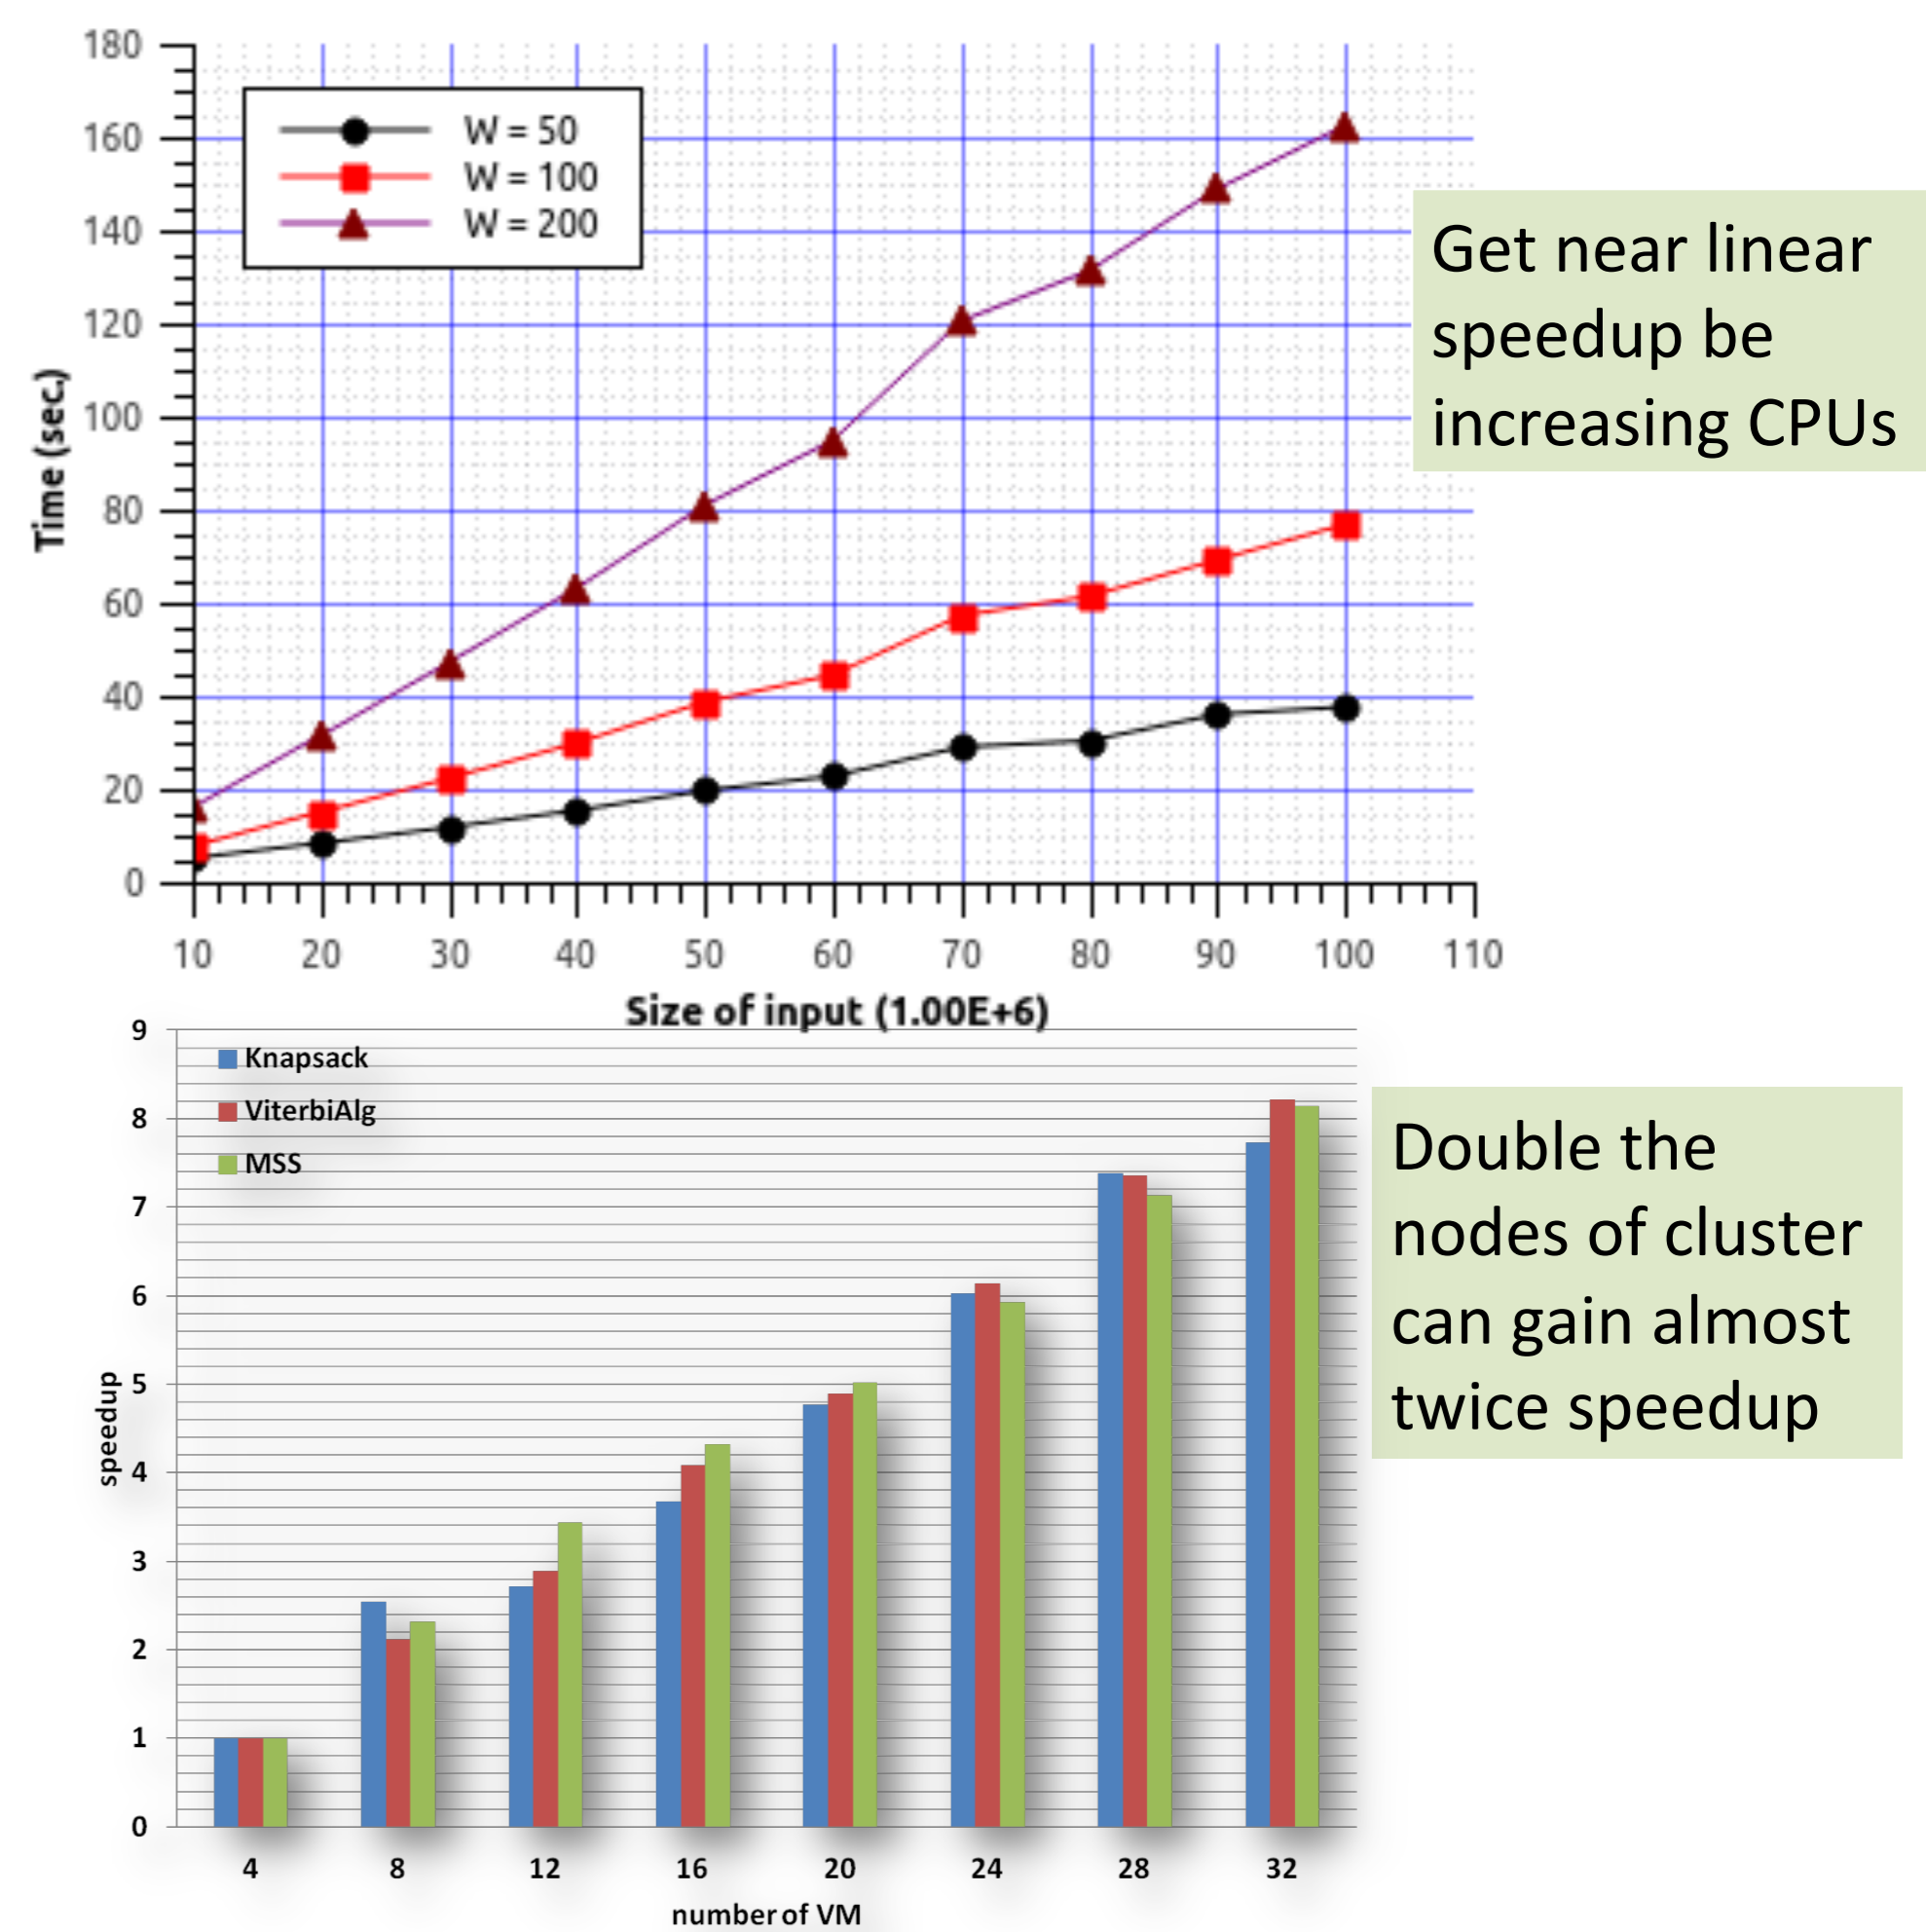 180
160
140
120
100
80
60
40
20
0
Time (sec.)
W = 50
W = 100
W = 200
10 20 30 40 50 60 70 80 90 100 110
Size of input (1.00E+6)
Get near linear
speedup be
increasing CPUs
9
8
7
6
5
4
3
2
1
0
speedup
Knapsack
ViterbiAlg
MSS
4 8 12 16 20 24 28 32
number of VM
Double the
nodes of cluster
can gain almost
twice speedup